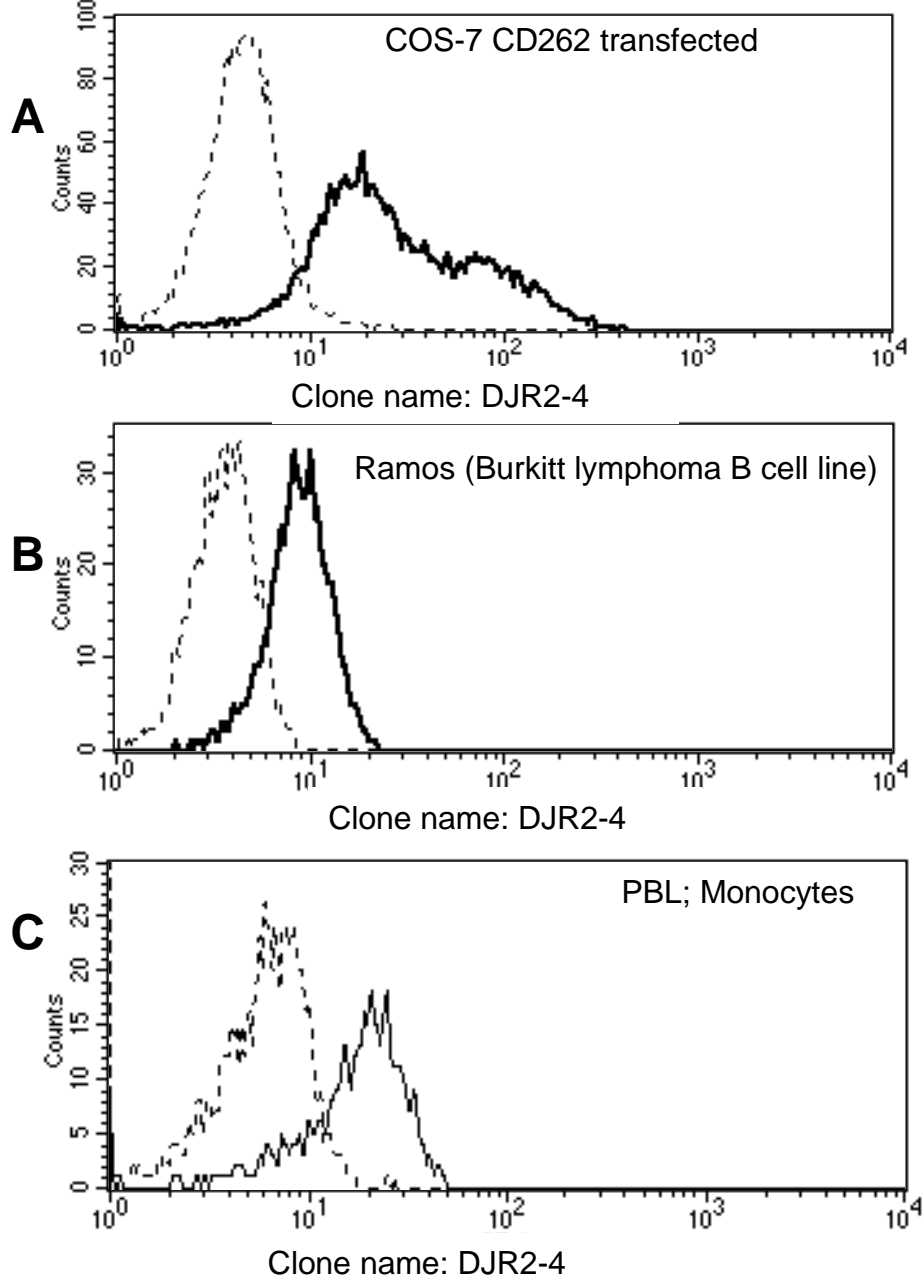 A
COS-7 CD262 transfected
Counts
100
80
60
40
20
0
10^0 10^1 10^2 10^3 10^4
Clone name: DJR2-4
B
Ramos (Burkitt lymphoma B cell line)
Counts
30
20
10
0
10^0 10^1 10^2 10^3 10^4
Clone name: DJR2-4
C
PBL; Monocytes
Counts
30
25
20
15
10
5
0
10^0 10^1 10^2 10^3 10^4
Clone name: DJR2-4